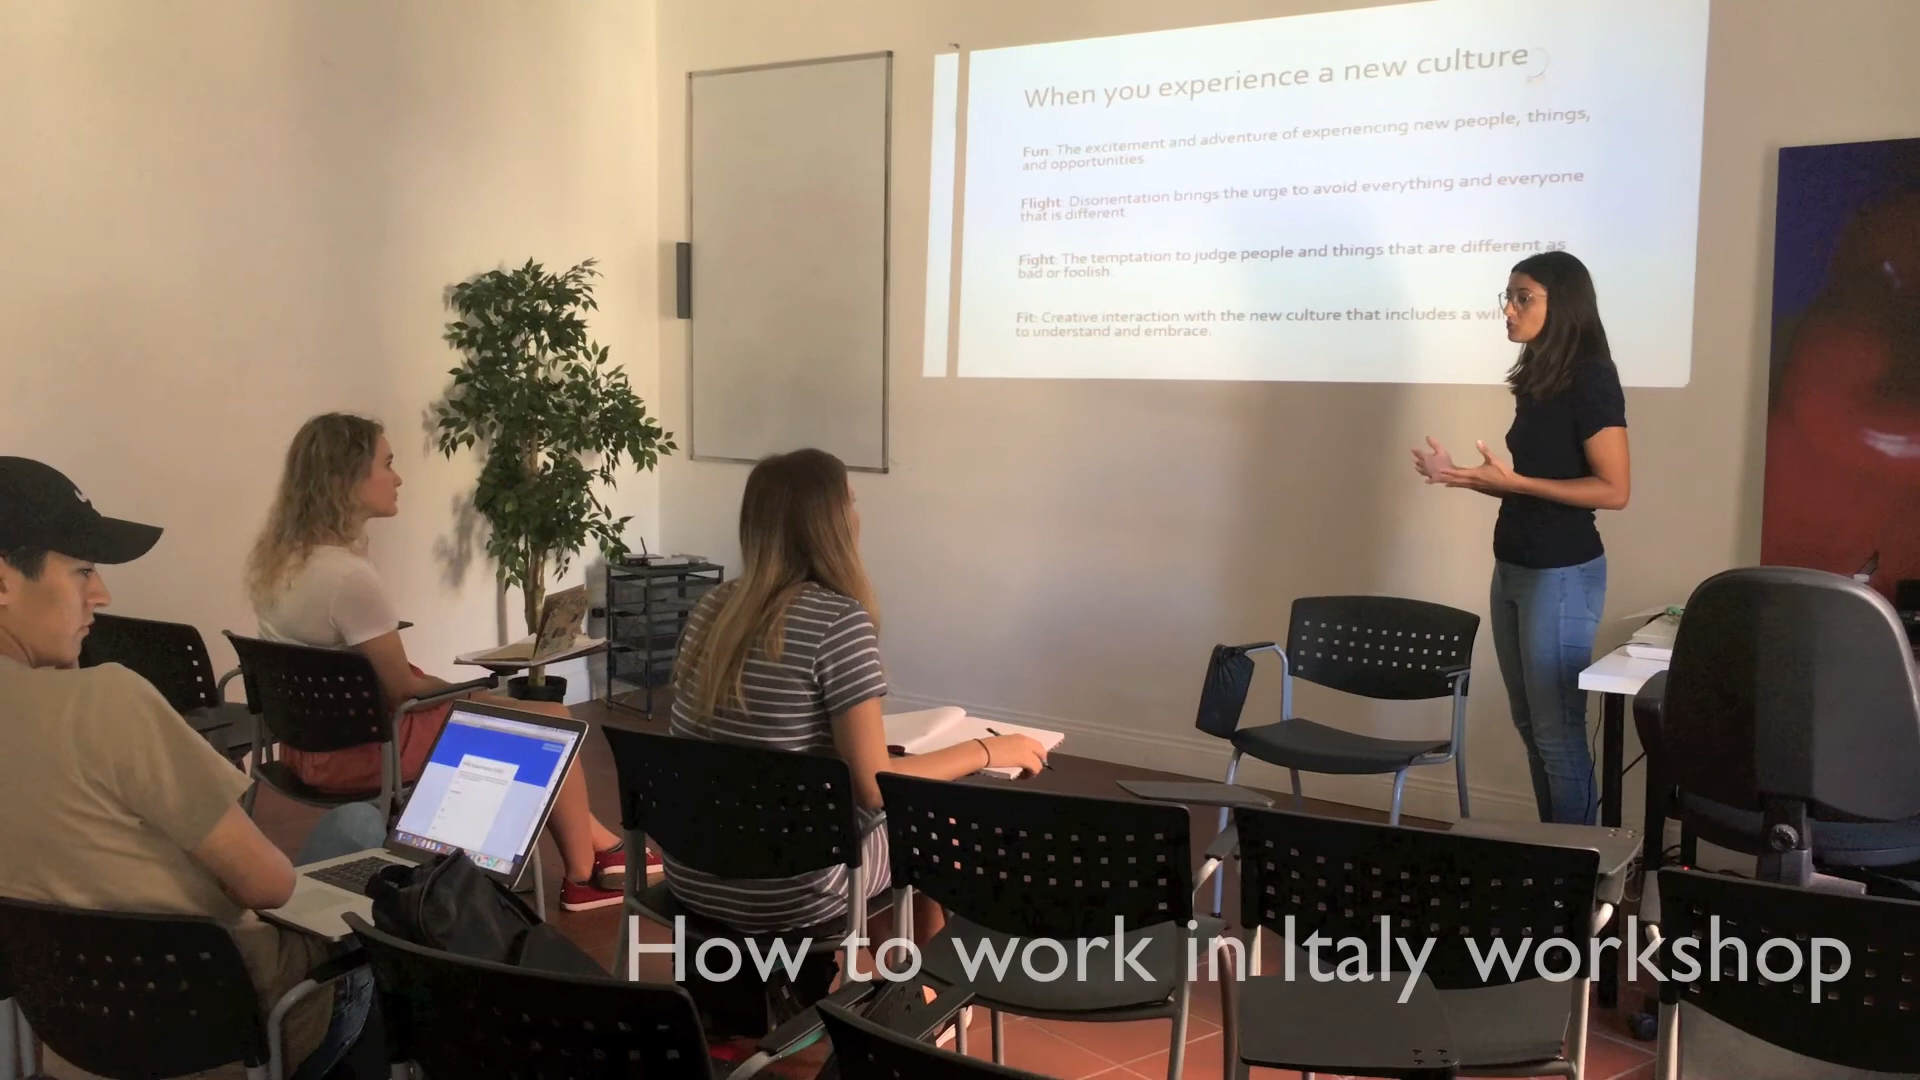 When you experience a new culture
Fun: The excitement and adventure of experiencing new people, things,
and opportunities
Flight: Disorientation brings the urge to avoid everything and everyone
that is different
Fight: The temptation to judge people and things that are different as
bad or foolish
Fit: Creative interaction with the new culture that includes a
to understand and embrace.
How to work in Italy workshop